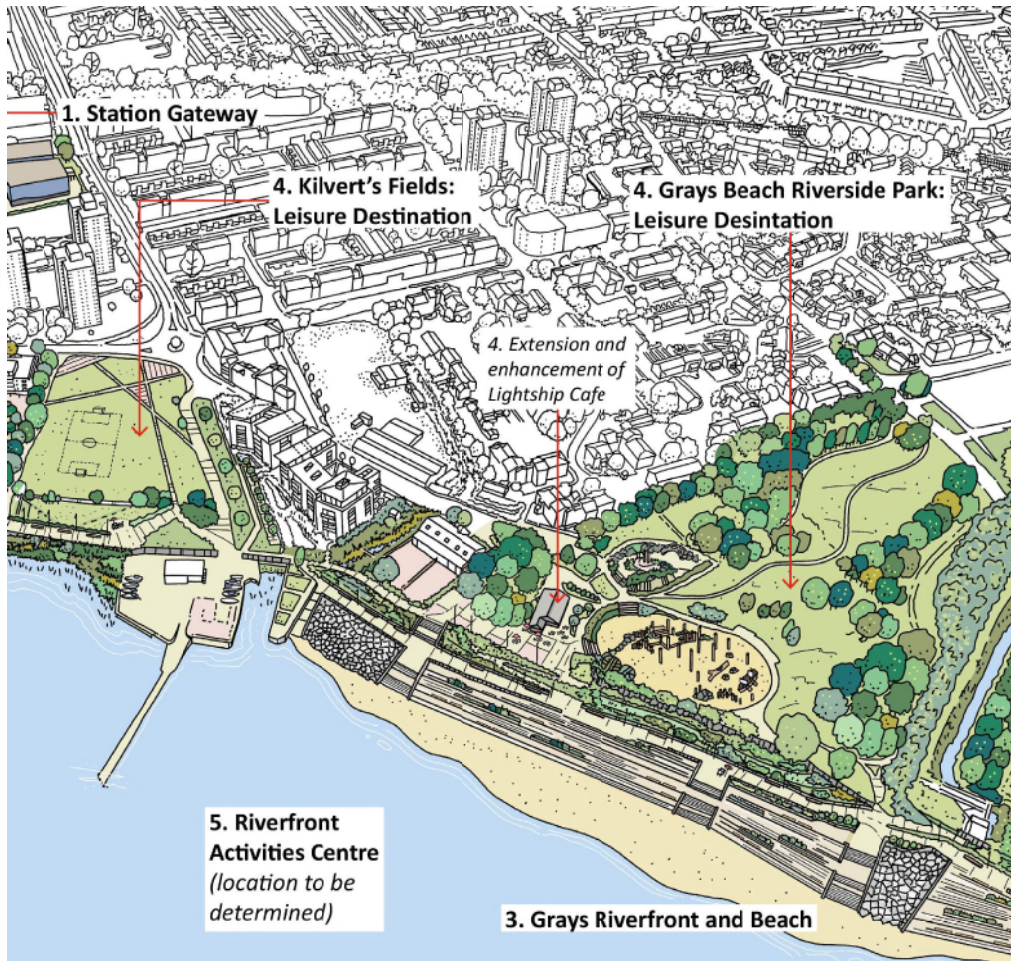 1. Station Gateway
4. Kilvert's Fields:
Leisure Destination
4. Grays Beach Riverside Park:
Leisure Desintation
4. Extension and
enhancement of
Lightship Cafe
5. Riverfront
Activities Centre
(location to be
determined)
3. Grays Riverfront and Beach